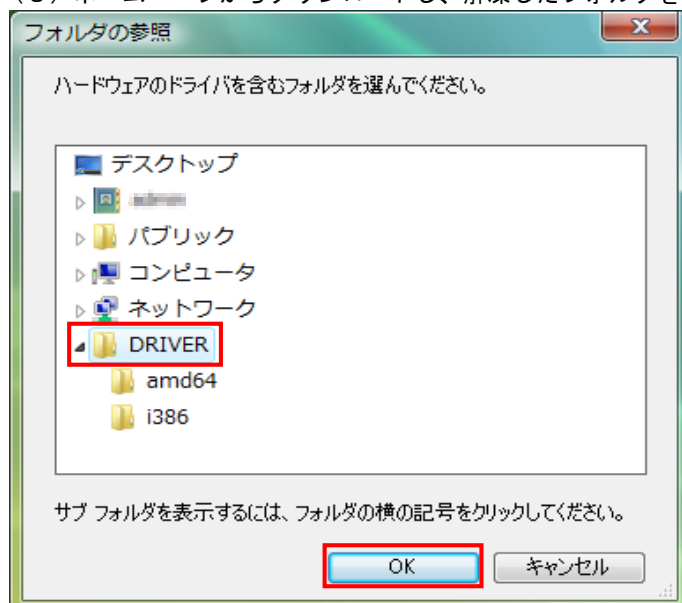 フォルダの参照
ハードウェアのドライバを含むフォルダを選んでください。
デスクトップ
パブリック
コンピュータ
ネットワーク
DRIVER
amd64
i386
サブ フォルダを表示するには、フォルダの横の記号をクリックしてください。
OK
キャンセル